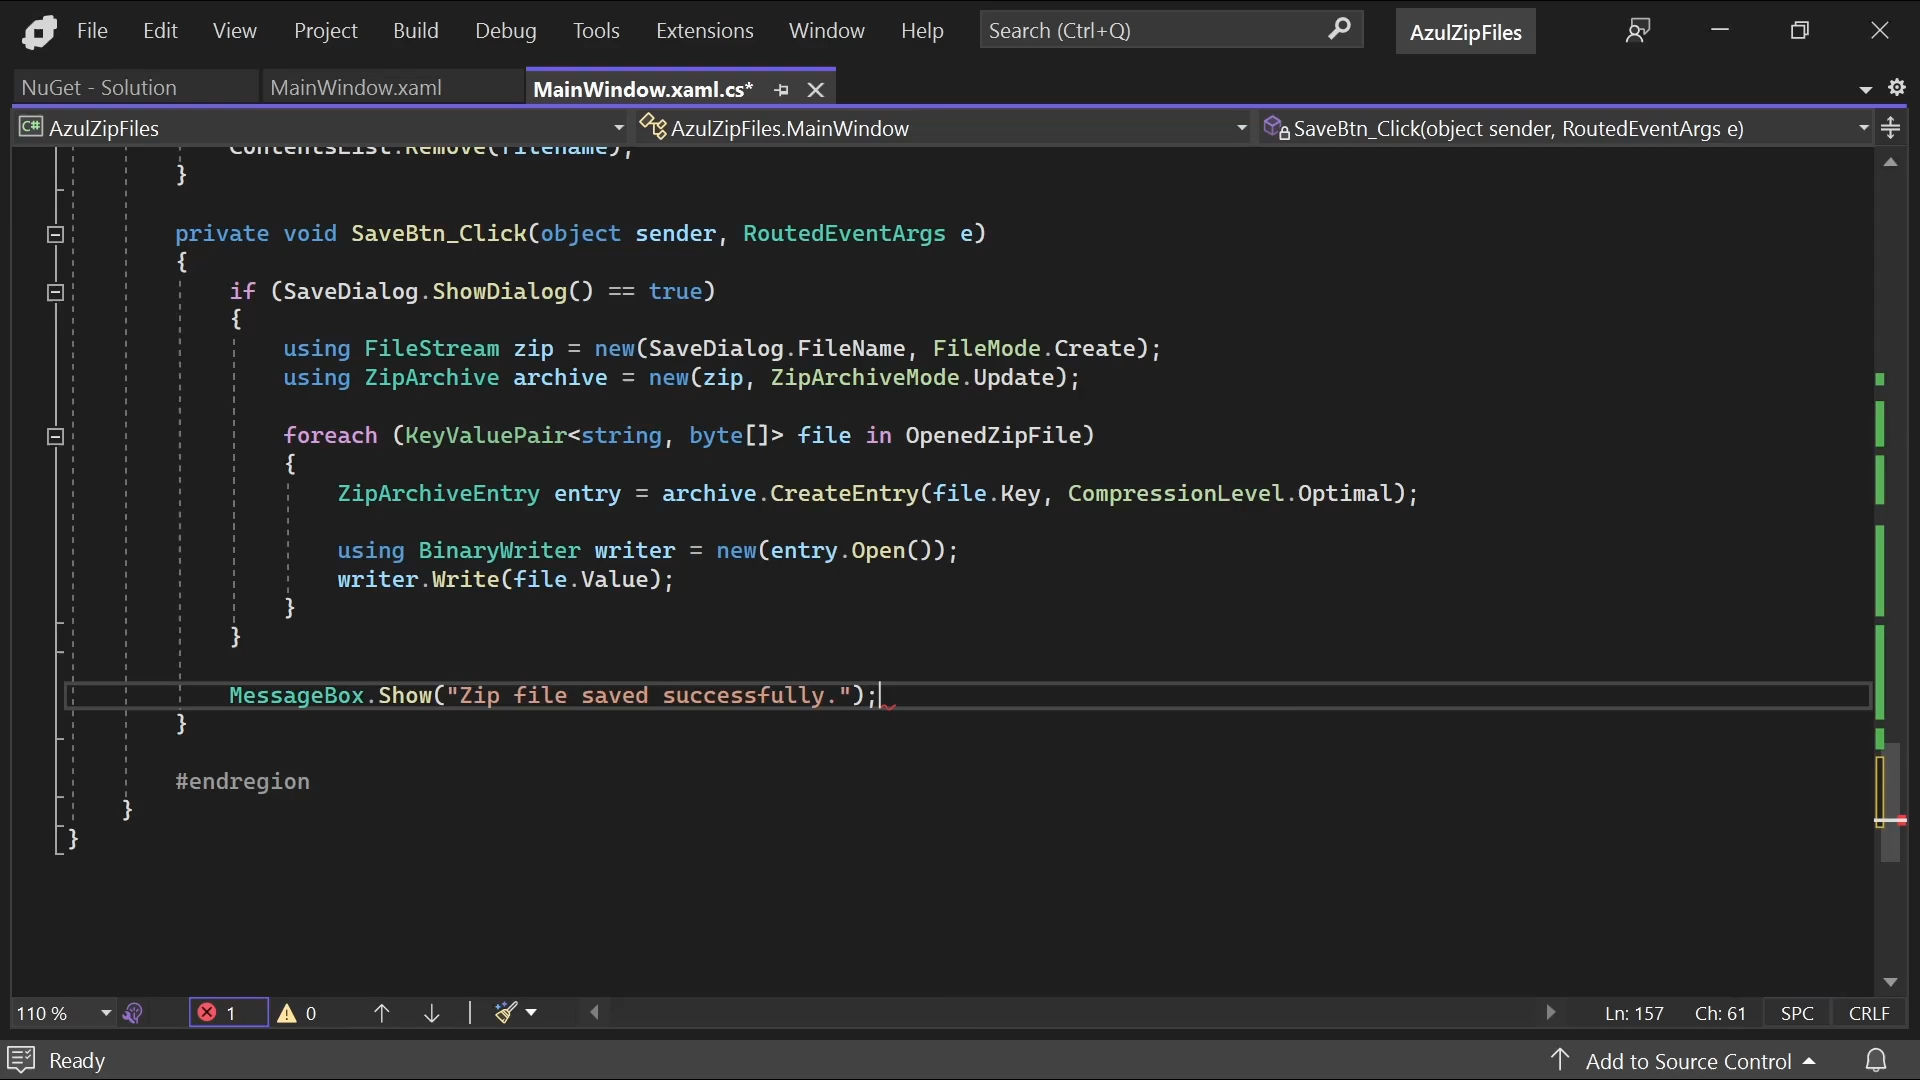 File Edit View Project Build Debug Tools Extensions Window Help Search (Ctrl+Q) AzulZipFiles
NuGet - Solution MainWindow.xaml MainWindow.xaml.cs*
C# AzulZipFiles AzulZipFiles.MainWindow SaveBtn_Click(object sender, RoutedEventArgs e)
ContentsList.Remove(filename);
}
private void SaveBtn_Click(object sender, RoutedEventArgs e)
{
if (SaveDialog.ShowDialog() == true)
{
using FileStream zip = new(SaveDialog.FileName, FileMode.Create);
using ZipArchive archive = new(zip, ZipArchiveMode.Update);
foreach (KeyValuePair<string, byte[]> file in OpenedZipFile)
{
ZipArchiveEntry entry = archive.CreateEntry(file.Key, CompressionLevel.Optimal);
using BinaryWriter writer = new(entry.Open());
writer.Write(file.Value);
}
}
MessageBox.Show("Zip file saved successfully.");
}
#endregion
}
}
110 % 1 0 Ln: 157 Ch: 61 SPC CRLF
Ready Add to Source Control